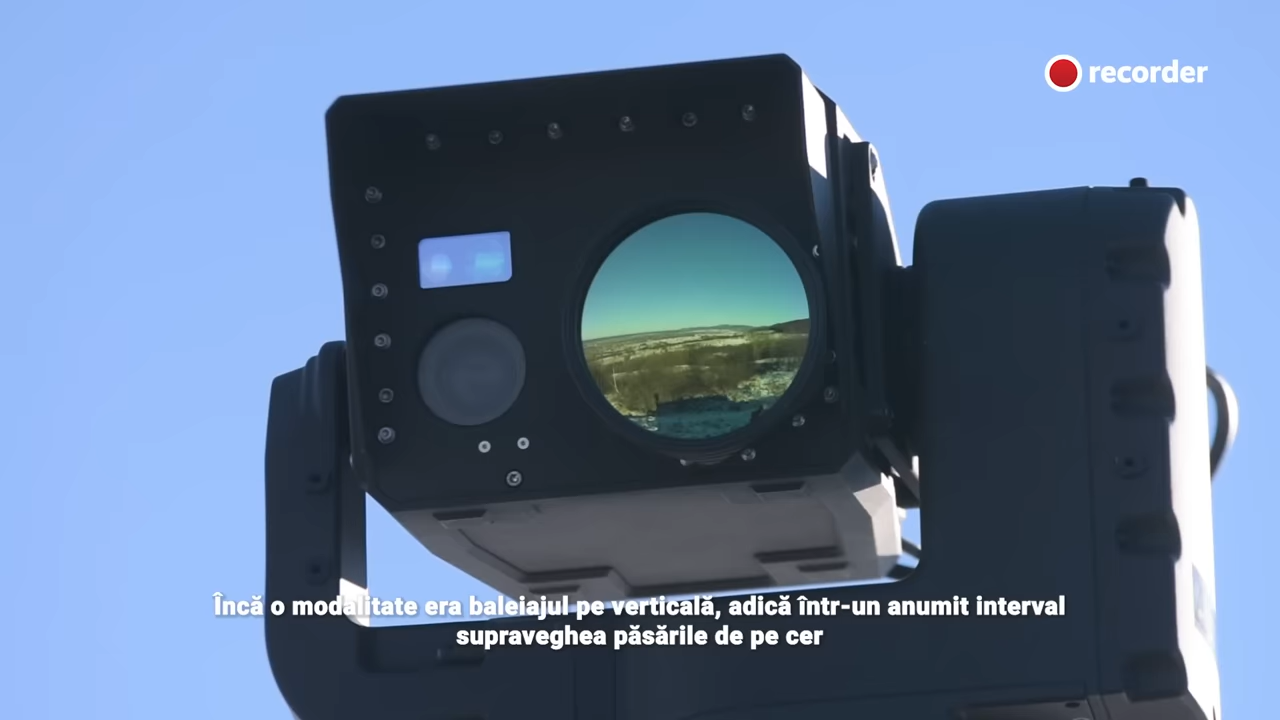 recorder
Încă o modalitate era baleiajul pe verticală, adică într-un anumit interval
supraveghea păsările de pe cer